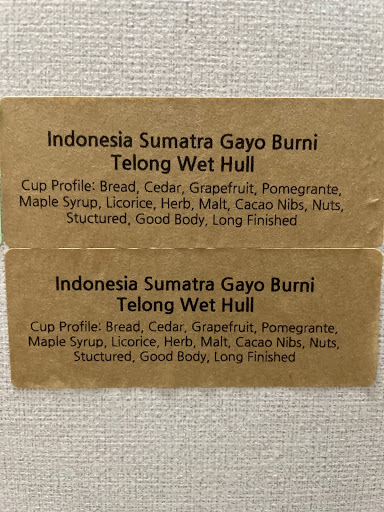 Indonesia Sumatra Gayo Burni
Telong Wet Hull
Cup Profile: Bread, Cedar, Grapefruit, Pomegrante,
Maple Syrup, Licorice, Herb, Malt, Cacao Nibs, Nuts,
Stuctured, Good Body, Long Finished
Indonesia Sumatra Gayo Burni
Telong Wet Hull
Cup Profile: Bread, Cedar, Grapefruit, Pomegrante,
Maple Syrup, Licorice, Herb, Malt, Cacao Nibs, Nuts,
Stuctured, Good Body, Long Finished